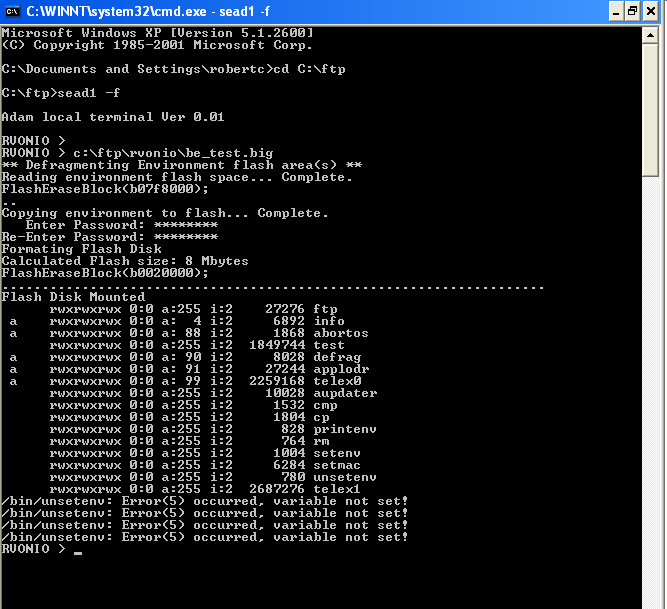 C:\WINNT\system32\cmd.exe - sead1 -f
Microsoft Windows XP [Version 5.1.2600]
(C) Copyright 1985-2001 Microsoft Corp.
C:\Documents and Settings\robertc>cd C:\ftp
C:\ftp>sead1 -f
Adam local terminal Ver 0.01
RVONIO >
RVONIO > c:\ftp\rvonio\be_test.big
** Defragmenting Environment flash area(s) **
Reading environment flash space... Complete.
FlashEraseBlock(b07f8000);
..
Copying environment to flash... Complete.
   Enter Password: ********
Re-Enter Password: ********
Formating Flash Disk
Calculated Flash size: 8 Mbytes
FlashEraseBlock(b0020000);
....................................................................
Flash Disk Mounted
      rwxrwxrwx 0:0 a:255 i:2    27276 ftp
 a    rwxrwxrwx 0:0 a:  4 i:2     6892 info
 a    rwxrwxrwx 0:0 a: 88 i:2     1868 abortos
      rwxrwxrwx 0:0 a:255 i:2  1849744 test
 a    rwxrwxrwx 0:0 a: 90 i:2     8028 defrag
 a    rwxrwxrwx 0:0 a: 91 i:2    27244 applodr
 a    rwxrwxrwx 0:0 a: 99 i:2  2259168 telex0
      rwxrwxrwx 0:0 a:255 i:2    10028 aupdater
      rwxrwxrwx 0:0 a:255 i:2     1532 cmp
      rwxrwxrwx 0:0 a:255 i:2     1804 cp
      rwxrwxrwx 0:0 a:255 i:2      828 printenv
      rwxrwxrwx 0:0 a:255 i:2      764 rm
      rwxrwxrwx 0:0 a:255 i:2     1004 setenv
      rwxrwxrwx 0:0 a:255 i:2     6284 setmac
      rwxrwxrwx 0:0 a:255 i:2      780 unsetenv
      rwxrwxrwx 0:0 a:255 i:2  2687276 telex1
/bin/unsetenv: Error(5) occurred, variable not set!
/bin/unsetenv: Error(5) occurred, variable not set!
/bin/unsetenv: Error(5) occurred, variable not set!
/bin/unsetenv: Error(5) occurred, variable not set!
RVONIO > _